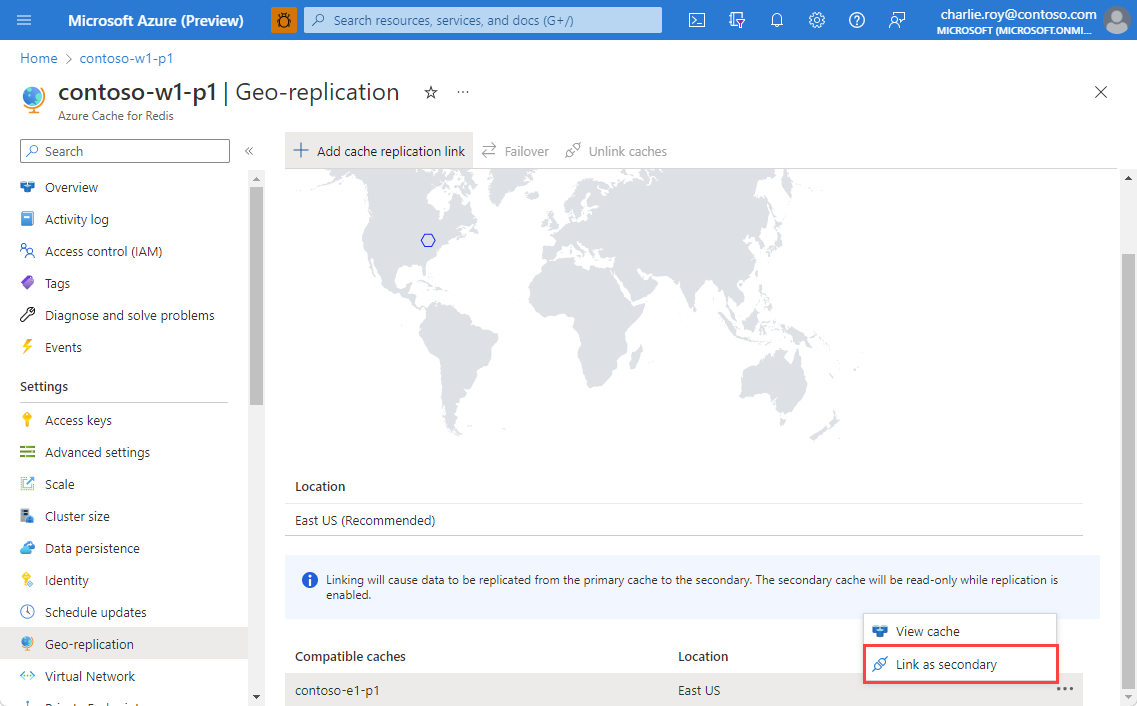 Microsoft Azure (Preview)
Search resources, services, and docs (G+/)
charlie.roy@contoso.com
MICROSOFT (MICROSOFT.ONMI...
Home > contoso-w1-p1
contoso-w1-p1 | Geo-replication
Azure Cache for Redis
Search
Overview
Activity log
Access control (IAM)
Tags
Diagnose and solve problems
Events
Settings
Access keys
Advanced settings
Scale
Cluster size
Data persistence
Identity
Schedule updates
Geo-replication
Virtual Network
Add cache replication link
Failover
Unlink caches
Location
East US (Recommended)
Linking will cause data to be replicated from the primary cache to the secondary. The secondary cache will be read-only while replication is
enabled.
View cache
Link as secondary
Compatible caches
Location
contoso-e1-p1
East US